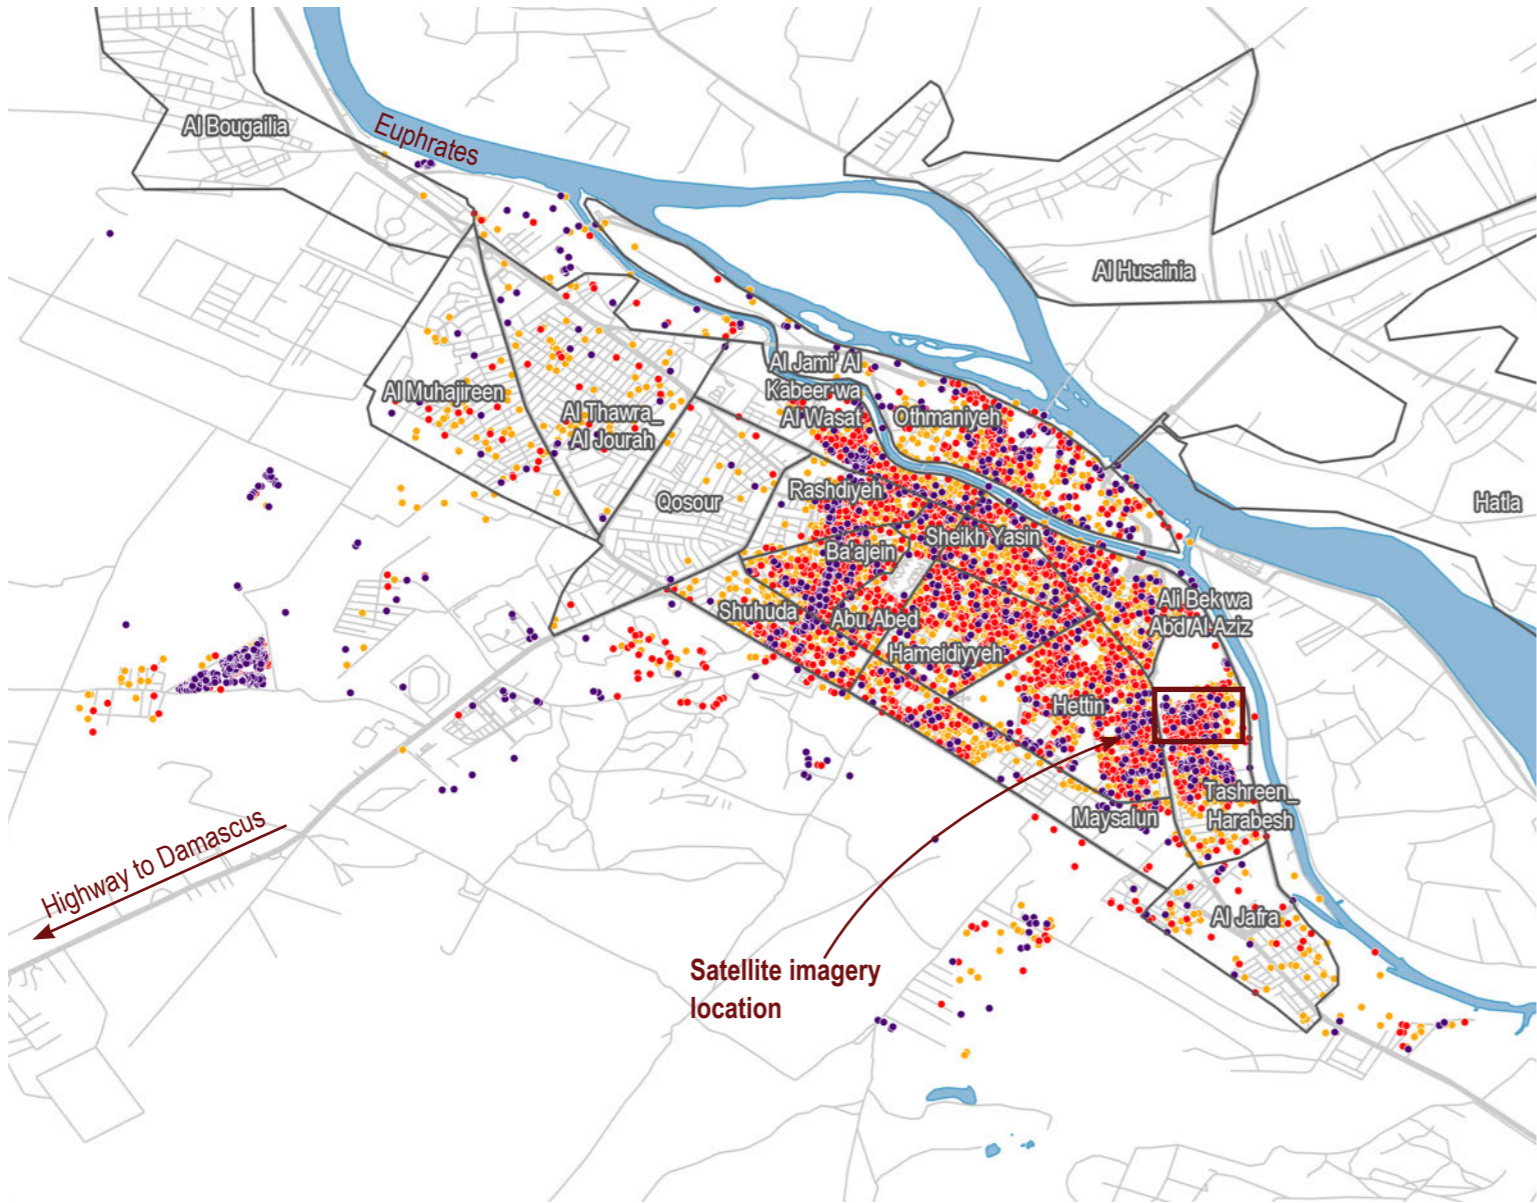 Al Bougailia
Euphrates
Al Husainia
Al Jami' Al
Kabeer wa
Al Wasat
Othmaniyeh
Al Muhajireen
Al Thawra_
Al Jourah
Qosour
Rashdiyeh
Hatla
Sheikh Yasin
Ba'ajein
Shuhuda
Abu Abed
Ali Bek wa
Abd Al Aziz
Hameidiyyeh
Hettin
Tashreen_
Harabesh
Maysalun
Highway to Damascus
Al Jafra
Satellite imagery
location